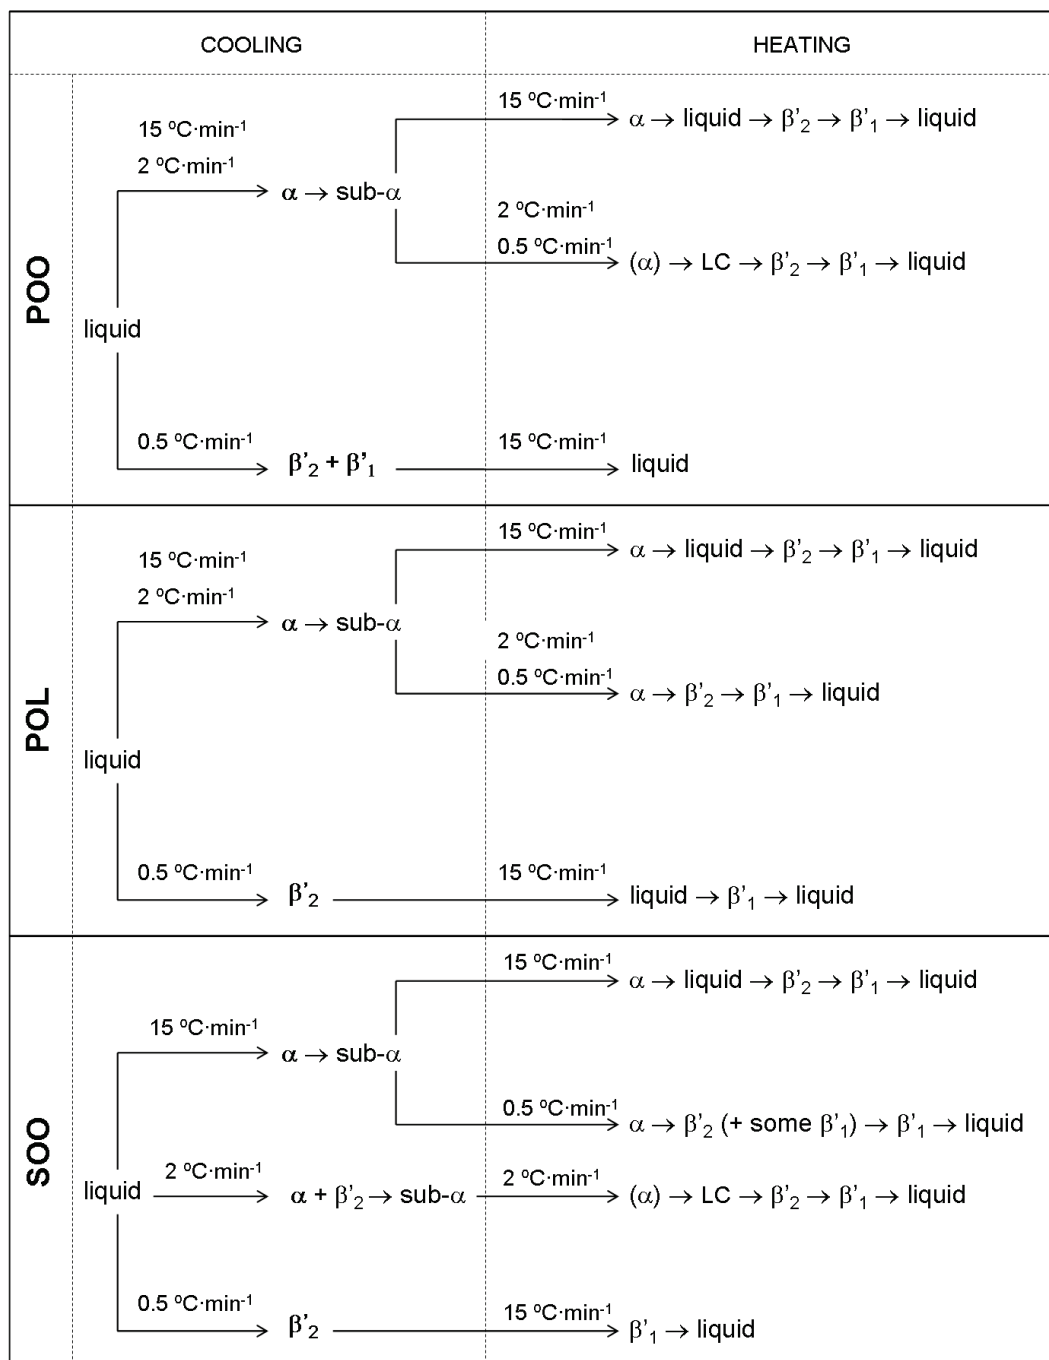 COOLING HEATING
POO
15 ºC·min⁻¹
15 ºC·min⁻¹
2 ºC·min⁻¹
α → liquid → β'₂ → β'₁ → liquid
α → sub-α
2 ºC·min⁻¹
0.5 ºC·min⁻¹
(α) → LC → β'₂ → β'₁ → liquid
liquid
0.5 ºC·min⁻¹
β'₂ + β'₁
15 ºC·min⁻¹
liquid
POL
15 ºC·min⁻¹
15 ºC·min⁻¹
2 ºC·min⁻¹
α → liquid → β'₂ → β'₁ → liquid
α → sub-α
2 ºC·min⁻¹
0.5 ºC·min⁻¹
α → β'₂ → β'₁ → liquid
liquid
0.5 ºC·min⁻¹
β'₂
15 ºC·min⁻¹
liquid → β'₁ → liquid
SOO
15 ºC·min⁻¹
α → liquid → β'₂ → β'₁ → liquid
15 ºC·min⁻¹
α → sub-α
0.5 ºC·min⁻¹
α → β'₂ (+ some β'₁) → β'₁ → liquid
liquid
2 ºC·min⁻¹
α + β'₂ → sub-α
2 ºC·min⁻¹
(α) → LC → β'₂ → β'₁ → liquid
0.5 ºC·min⁻¹
β'₂
15 ºC·min⁻¹
β'₁ → liquid